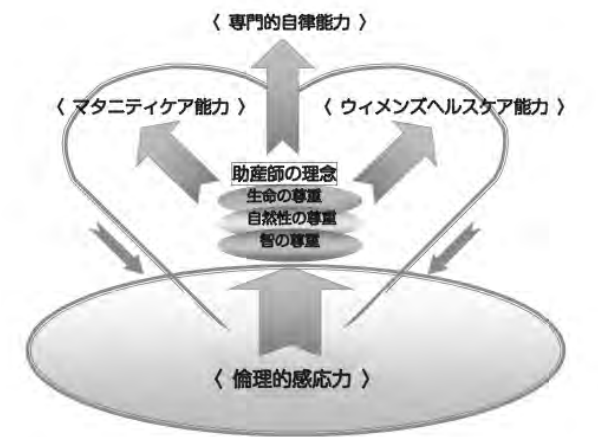 〈 専門的自律能力 〉
〈 マタニティケア能力 〉
〈 ウィメンズヘルスケア能力 〉
助産師の理念
生命の尊重
自然性の尊重
智の尊重
〈 倫理的感応力 〉